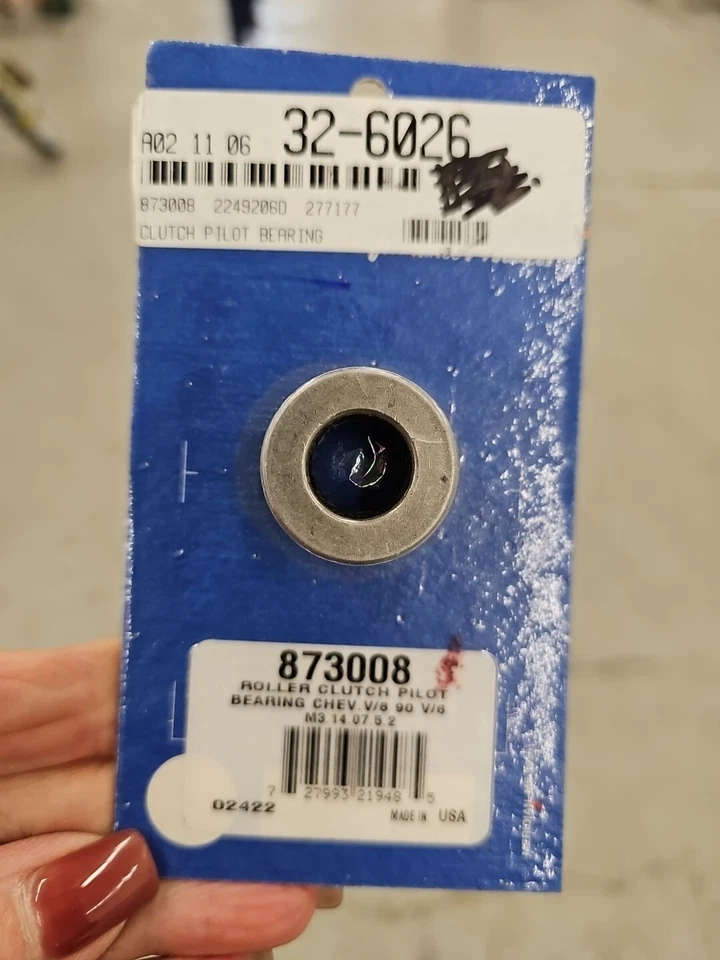 A02 11 06 32-6026
873008 2249206D 277177
CLUTCH PILOT BEARING
873008
ROLLER CLUTCH PILOT
BEARING CHEV.V/8 90 V/6
M3.14.07.5.2
7 27993 21948 5
02422 MADE IN USA